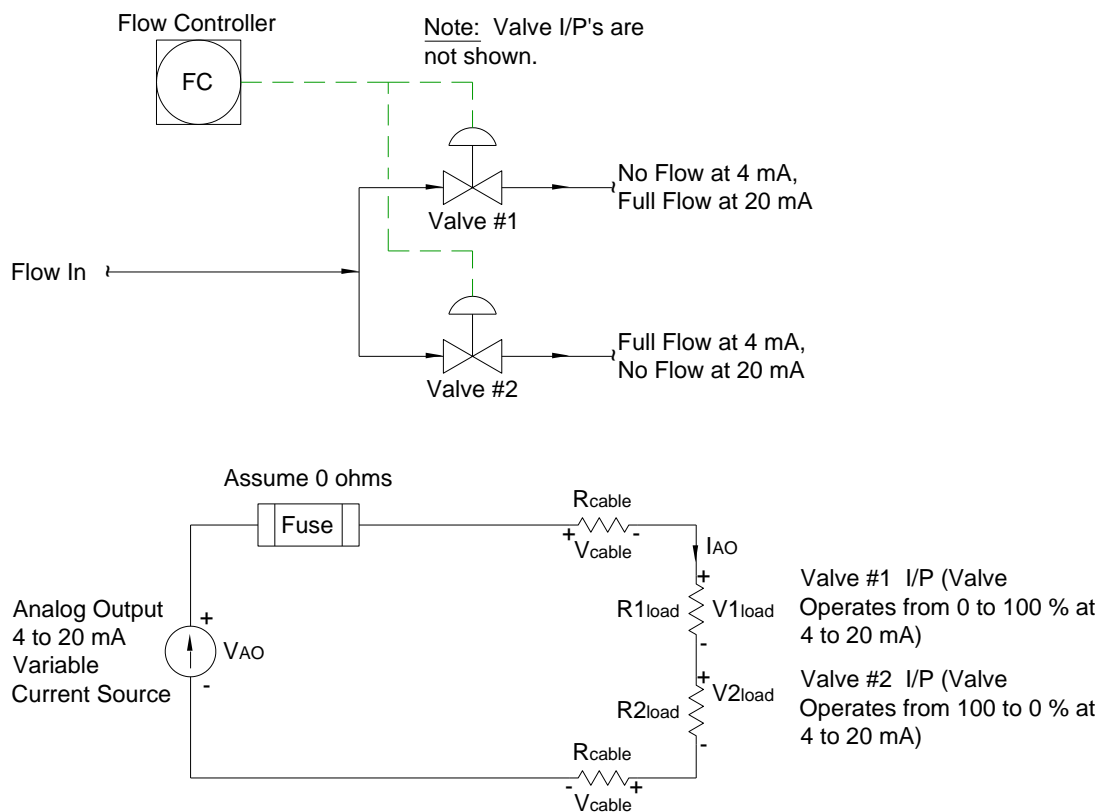 Flow Controller
FC
Note: Valve I/P's are
not shown.
No Flow at 4 mA,
Full Flow at 20 mA
Valve #1
Flow In
Full Flow at 4 mA,
No Flow at 20 mA
Valve #2
Assume 0 ohms
Fuse
Rcable
+ -
Vcable
IAO
Analog Output
4 to 20 mA
Variable
Current Source
+
VAO
-
+
R1load
V1load
-
Valve #1 I/P (Valve
Operates from 0 to 100 % at
4 to 20 mA)
+
R2load
V2load
-
Valve #2 I/P (Valve
Operates from 100 to 0 % at
4 to 20 mA)
Rcable
- +
Vcable